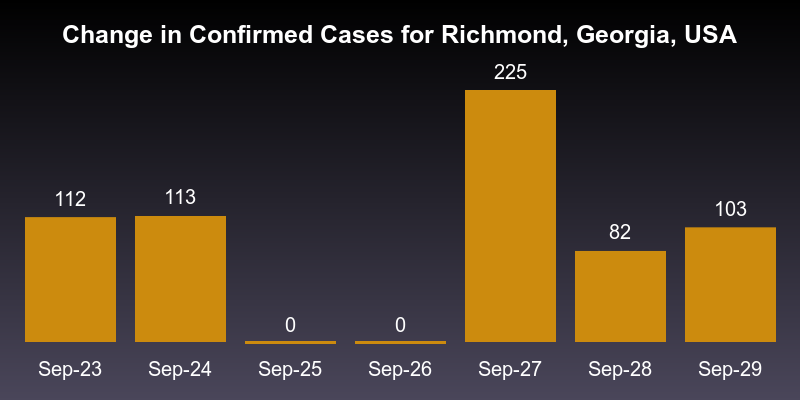 Change in Confirmed Cases for Richmond, Georgia, USA
225
112
113
103
82
0
0
Sep-23
Sep-24
Sep-25
Sep-26
Sep-27
Sep-28
Sep-29